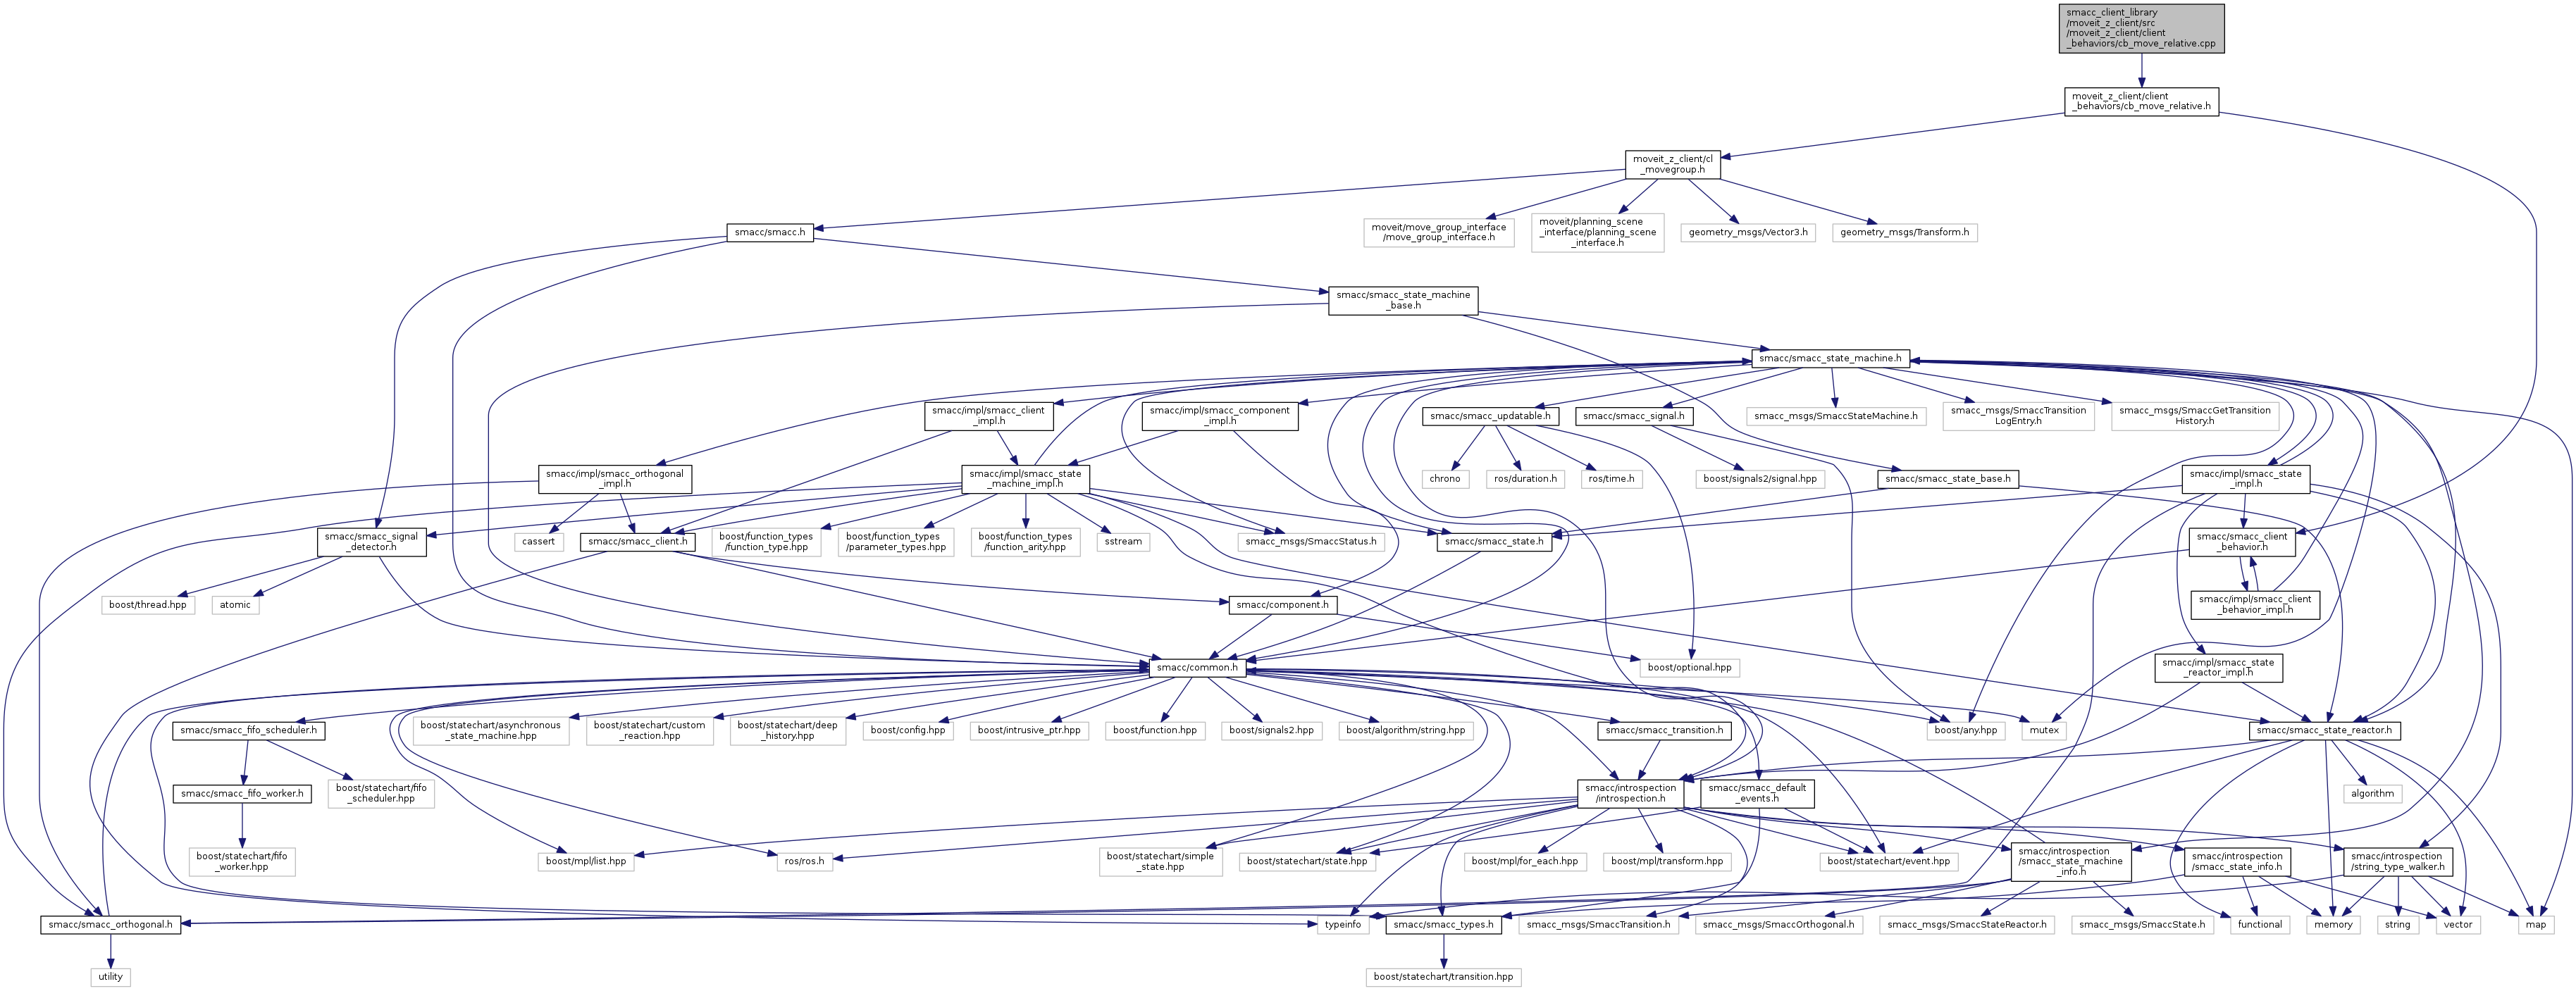 smacc_client_library
/moveit_z_client/src
/moveit_z_client/client
_behaviors/cb_move_relative.cpp
moveit_z_client/client
_behaviors/cb_move_relative.h
moveit_z_client/cl
_movegroup.h
smacc/smacc.h
moveit/move_group_interface
/move_group_interface.h
moveit/planning_scene
_interface/planning_scene
_interface.h
geometry_msgs/Vector3.h
geometry_msgs/Transform.h
smacc/smacc_state_machine
_base.h
smacc/smacc_state_machine.h
smacc/impl/smacc_client
_impl.h
smacc/impl/smacc_component
_impl.h
smacc/smacc_updatable.h
smacc/smacc_signal.h
smacc_msgs/SmaccStateMachine.h
smacc_msgs/SmaccTransition
LogEntry.h
smacc_msgs/SmaccGetTransition
History.h
smacc/impl/smacc_orthogonal
_impl.h
smacc/impl/smacc_state
_machine_impl.h
chrono
ros/duration.h
ros/time.h
boost/signals2/signal.hpp
smacc/smacc_state_base.h
smacc/impl/smacc_state
_impl.h
smacc/smacc_signal
_detector.h
cassert
smacc/smacc_client.h
boost/function_types
/function_type.hpp
boost/function_types
/parameter_types.hpp
boost/function_types
/function_arity.hpp
sstream
smacc_msgs/SmaccStatus.h
smacc/smacc_state.h
smacc/smacc_client
_behavior.h
boost/thread.hpp
atomic
smacc/component.h
smacc/impl/smacc_client
_behavior_impl.h
smacc/common.h
boost/optional.hpp
smacc/impl/smacc_state
_reactor_impl.h
smacc/smacc_fifo_scheduler.h
boost/statechart/asynchronous
_state_machine.hpp
boost/statechart/custom
_reaction.hpp
boost/statechart/deep
_history.hpp
boost/config.hpp
boost/intrusive_ptr.hpp
boost/function.hpp
boost/signals2.hpp
boost/algorithm/string.hpp
smacc/smacc_transition.h
boost/any.hpp
mutex
smacc/smacc_state_reactor.h
smacc/smacc_fifo_worker.h
boost/statechart/fifo
_scheduler.hpp
smacc/introspection
/introspection.h
smacc/smacc_default
_events.h
algorithm
boost/statechart/fifo
_worker.hpp
boost/mpl/list.hpp
ros/ros.h
boost/statechart/simple
_state.hpp
boost/statechart/state.hpp
boost/mpl/for_each.hpp
boost/mpl/transform.hpp
boost/statechart/event.hpp
smacc/introspection
/smacc_state_machine
_info.h
smacc/introspection
/smacc_state_info.h
smacc/introspection
/string_type_walker.h
smacc/smacc_orthogonal.h
typeinfo
smacc/smacc_types.h
smacc_msgs/SmaccTransition.h
smacc_msgs/SmaccOrthogonal.h
smacc_msgs/SmaccStateReactor.h
smacc_msgs/SmaccState.h
functional
memory
string
vector
map
utility
boost/statechart/transition.hpp